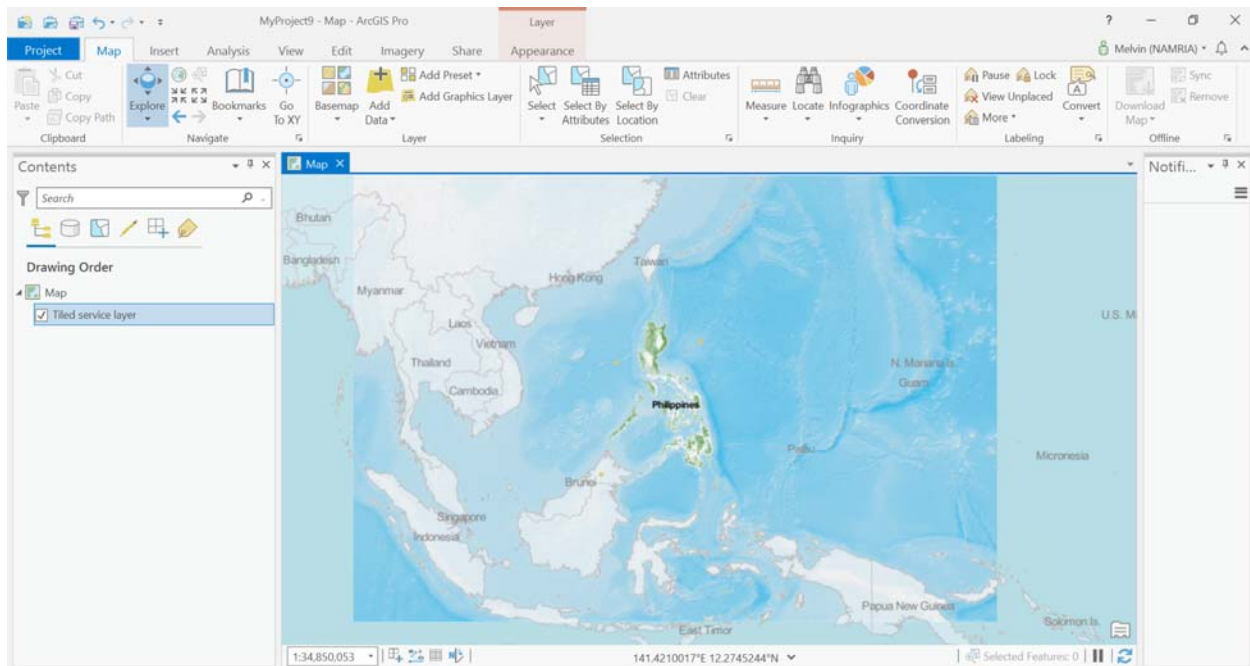 MyProject9 - Map - ArcGIS Pro
Layer
?
Project Map Insert Analysis View Edit Imagery Share Appearance
Melvin (NAMRIA)
Paste
Cut
Copy
Copy Path
Clipboard
Explore
Bookmarks
Go To XY
Navigate
Basemap
Add Data
Add Preset
Add Graphics Layer
Layer
Select
Select By Attributes
Select By Location
Attributes
Clear
Selection
Measure
Locate
Infographics
Coordinate Conversion
Inquiry
Pause
Lock
View Unplaced
More
Convert
Labeling
Download Map
Sync
Remove
Offline
Contents
Search
Drawing Order
Map
Tiled service layer
Map
Notifi...
Bhutan
Bangladesh
Taiwan
Hong Kong
Myanmar
Laos
Vietnam
Thailand
Cambodia
Philippines
U.S. M
N. Mariana Is.
Guam
Palau
Micronesia
Brunei
Singapore
Indonesia
Papua New Guinea
East Timor
Solomon Is.
1:34,850,053
141.4210017°E 12.2745244°N
Selected Features: 0